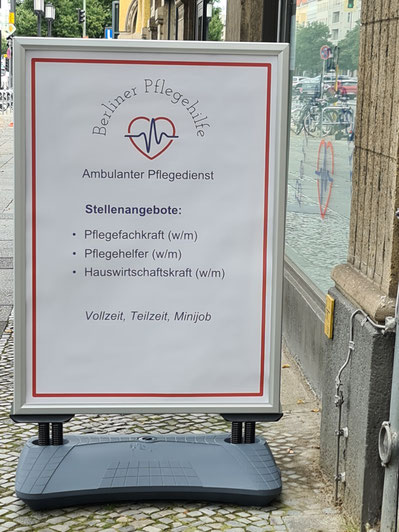 Berliner Pflegehilfe
Ambulanter Pflegedienst
Stellenangebote:
• Pflegefachkraft (w/m)
• Pflegehelfer (w/m)
• Hauswirtschaftskraft (w/m)
Vollzeit, Teilzeit, Minijob